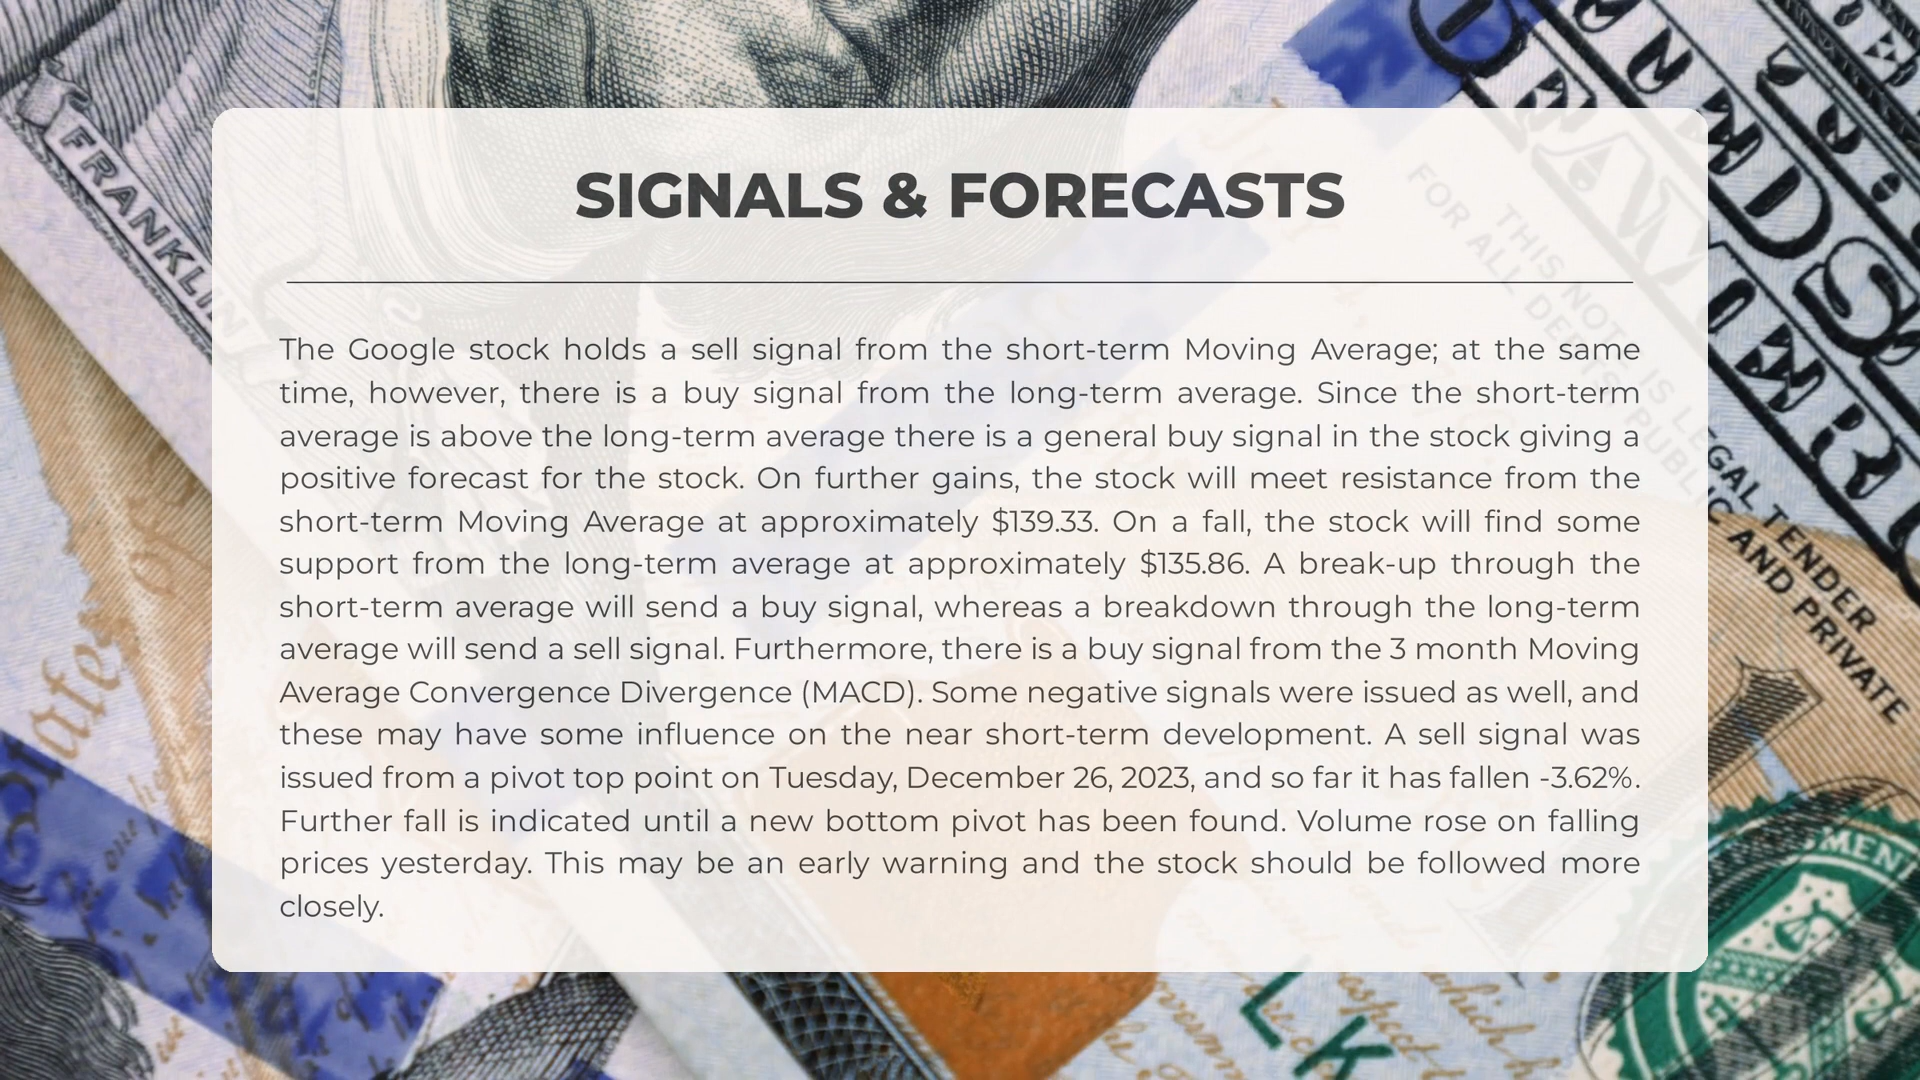 FRANKLIN
SIGNALS & FORECASTS
FOR ALL DEBTS PUBLIC AND PRIVATE
THIS NOTE IS LEGAL TENDER
The Google stock holds a sell signal from the short-term Moving Average; at the same
time, however, there is a buy signal from the long-term average. Since the short-term
average is above the long-term average there is a general buy signal in the stock giving a
positive forecast for the stock. On further gains, the stock will meet resistance from the
short-term Moving Average at approximately $139.33. On a fall, the stock will find some
support from the long-term average at approximately $135.86. A break-up through the
short-term average will send a buy signal, whereas a breakdown through the long-term
average will send a sell signal. Furthermore, there is a buy signal from the 3 month Moving
Average Convergence Divergence (MACD). Some negative signals were issued as well, and
these may have some influence on the near short-term development. A sell signal was
issued from a pivot top point on Tuesday, December 26, 2023, and so far it has fallen -3.62%.
Further fall is indicated until a new bottom pivot has been found. Volume rose on falling
prices yesterday. This may be an early warning and the stock should be followed more
closely.
LK